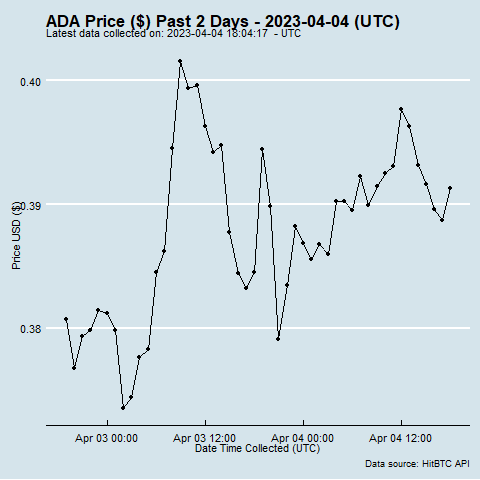 ADA Price ($) Past 2 Days - 2023-04-04 (UTC)
Latest data collected on: 2023-04-04 18:04:17 - UTC
0.40
0.39
0.38
Price USD ($)
Apr 03 00:00
Apr 03 12:00
Apr 04 00:00
Apr 04 12:00
Date Time Collected (UTC)
Data source: HitBTC API